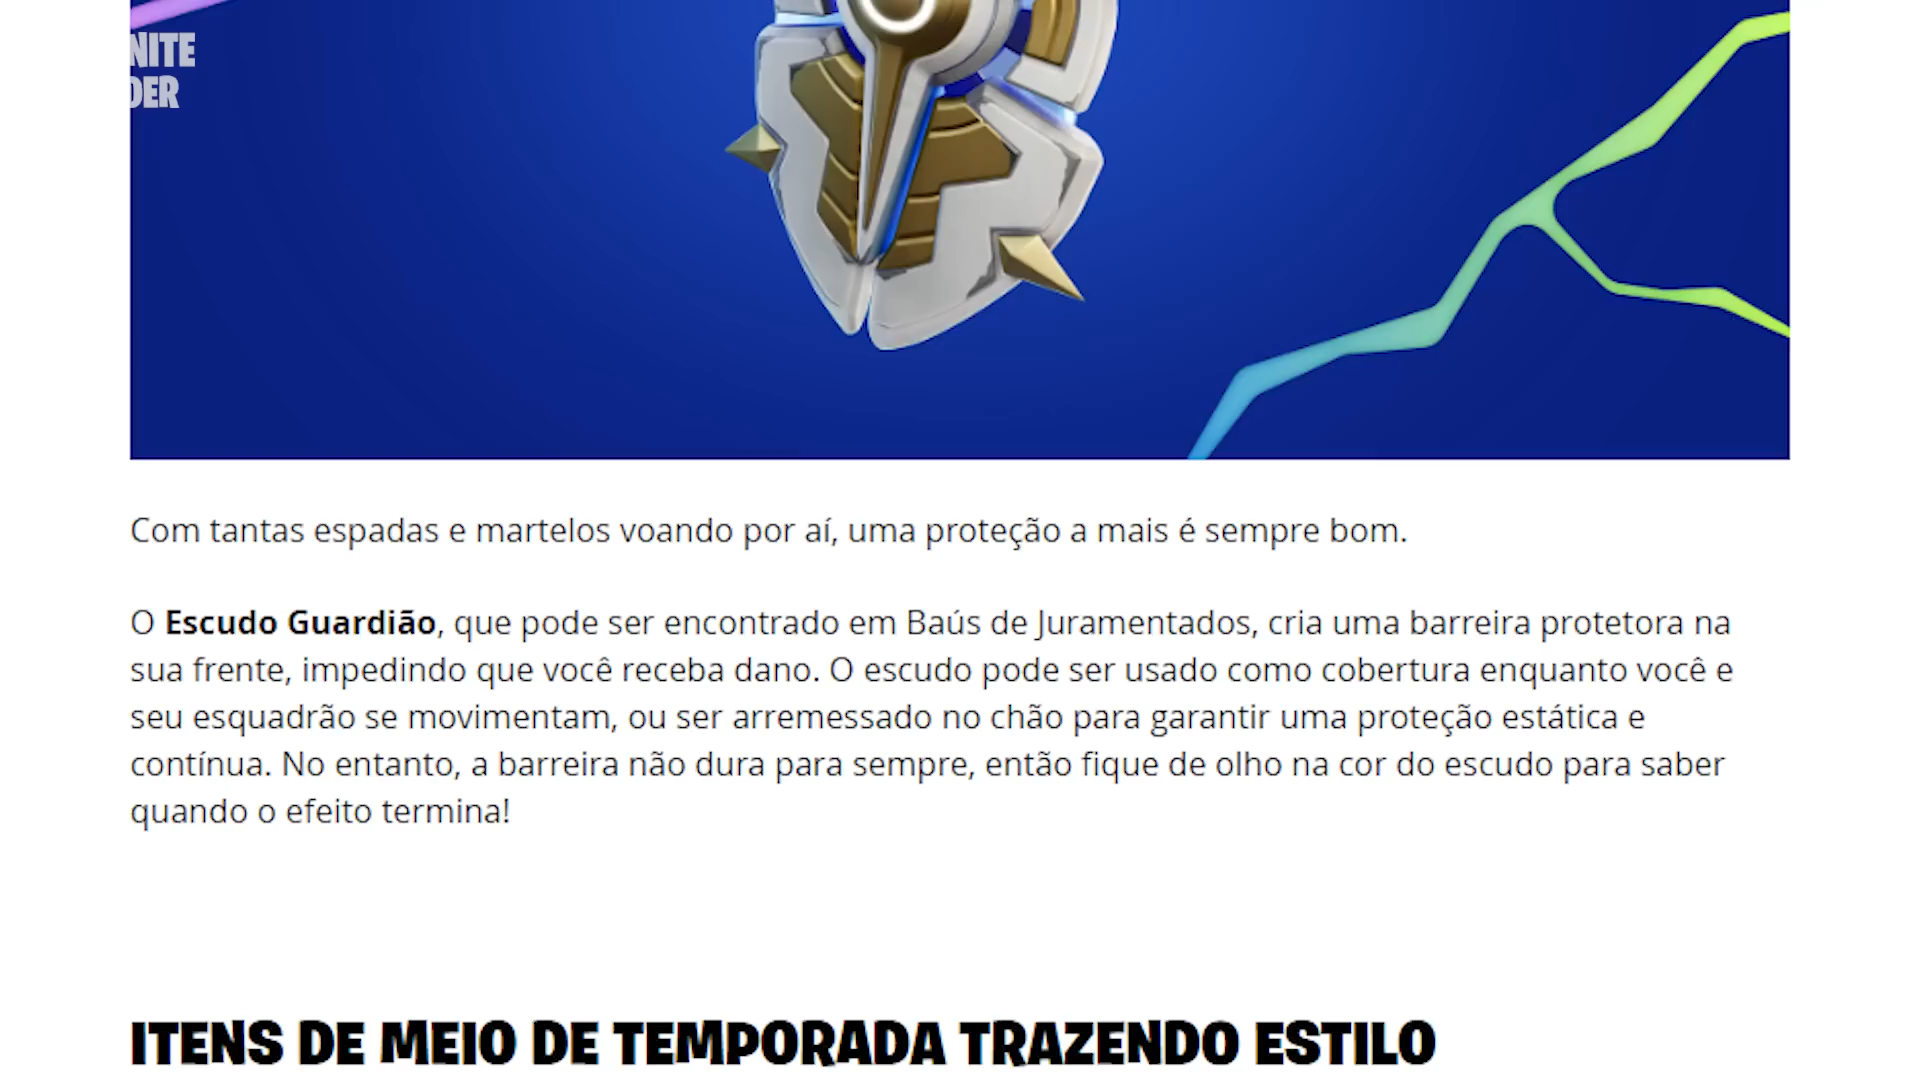 NITE
DER
Com tantas espadas e martelos voando por aí, uma proteção a mais é sempre bom.
O Escudo Guardião, que pode ser encontrado em Baús de Juramentados, cria uma barreira protetora na
sua frente, impedindo que você receba dano. O escudo pode ser usado como cobertura enquanto você e
seu esquadrão se movimentam, ou ser arremessado no chão para garantir uma proteção estática e
contínua. No entanto, a barreira não dura para sempre, então fique de olho na cor do escudo para saber
quando o efeito termina!
ITENS DE MEIO DE TEMPORADA TRAZENDO ESTILO